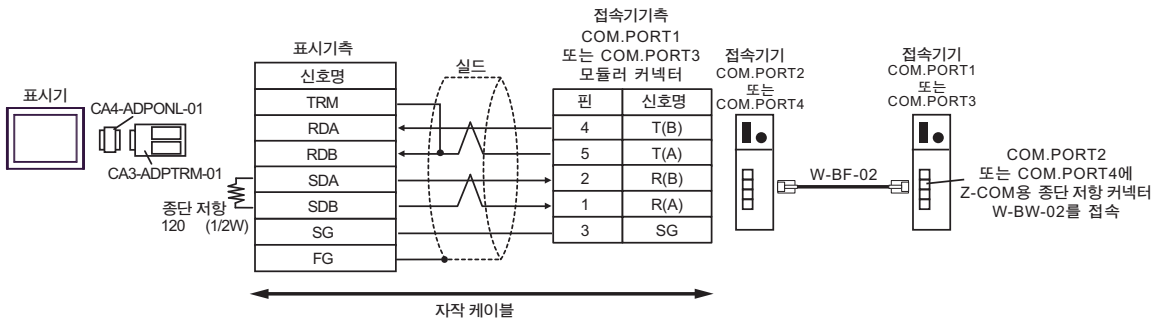 표시기
CA4-ADPONL-01
CA3-ADPTRM-01
표시기측
신호명
TRM
RDA
RDB
SDA
SDB
SG
FG
종단 저항
120 (1/2W)
실드
접속기기측
COM.PORT1
또는 COM.PORT3
모듈러 커넥터
핀 신호명
4 T(B)
5 T(A)
2 R(B)
1 R(A)
3 SG
자작 케이블
접속기기
COM.PORT2
또는
COM.PORT4
W-BF-02
접속기기
COM.PORT1
또는
COM.PORT3
COM.PORT2
또는 COM.PORT4에
Z-COM용 종단 저항 커넥터
W-BW-02를 접속